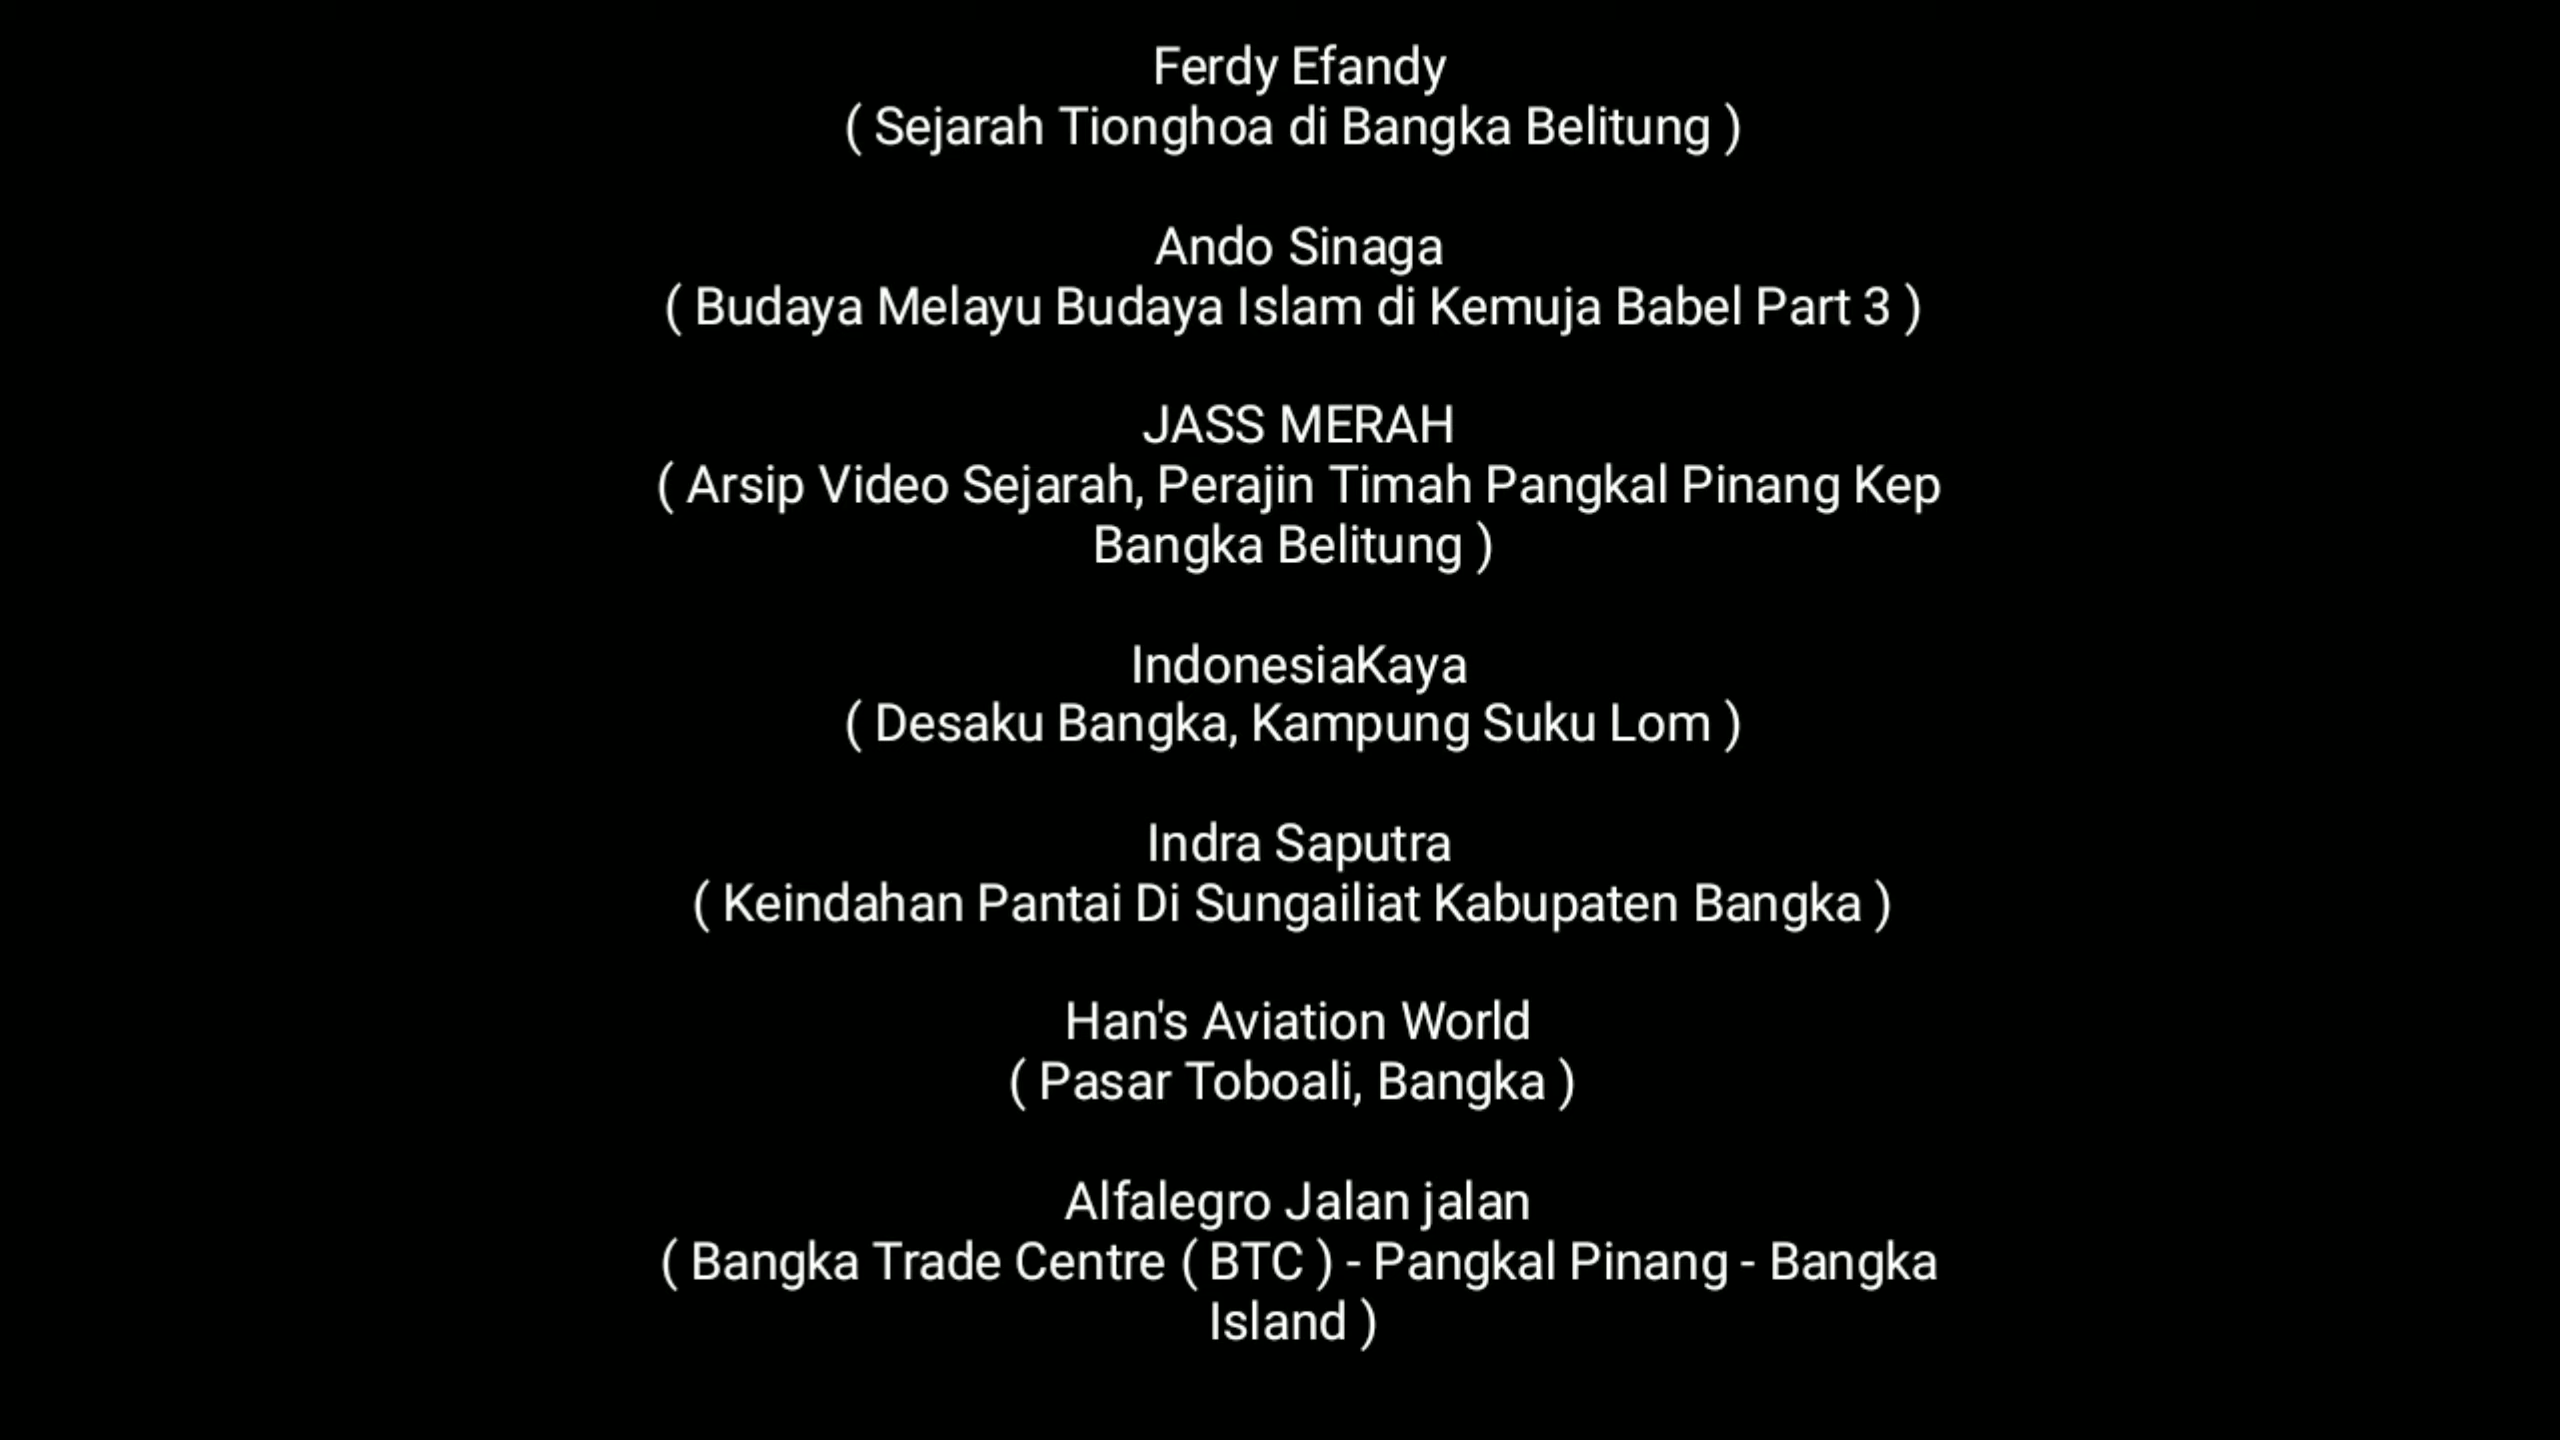 Ferdy Efandy
( Sejarah Tionghoa di Bangka Belitung )
Ando Sinaga
( Budaya Melayu Budaya Islam di Kemuja Babel Part 3 )
JASS MERAH
( Arsip Video Sejarah, Perajin Timah Pangkal Pinang Kep
Bangka Belitung )
IndonesiaKaya
( Desaku Bangka, Kampung Suku Lom )
Indra Saputra
( Keindahan Pantai Di Sungailiat Kabupaten Bangka )
Han's Aviation World
( Pasar Toboali, Bangka )
Alfalegro Jalan jalan
( Bangka Trade Centre ( BTC ) - Pangkal Pinang - Bangka
Island )